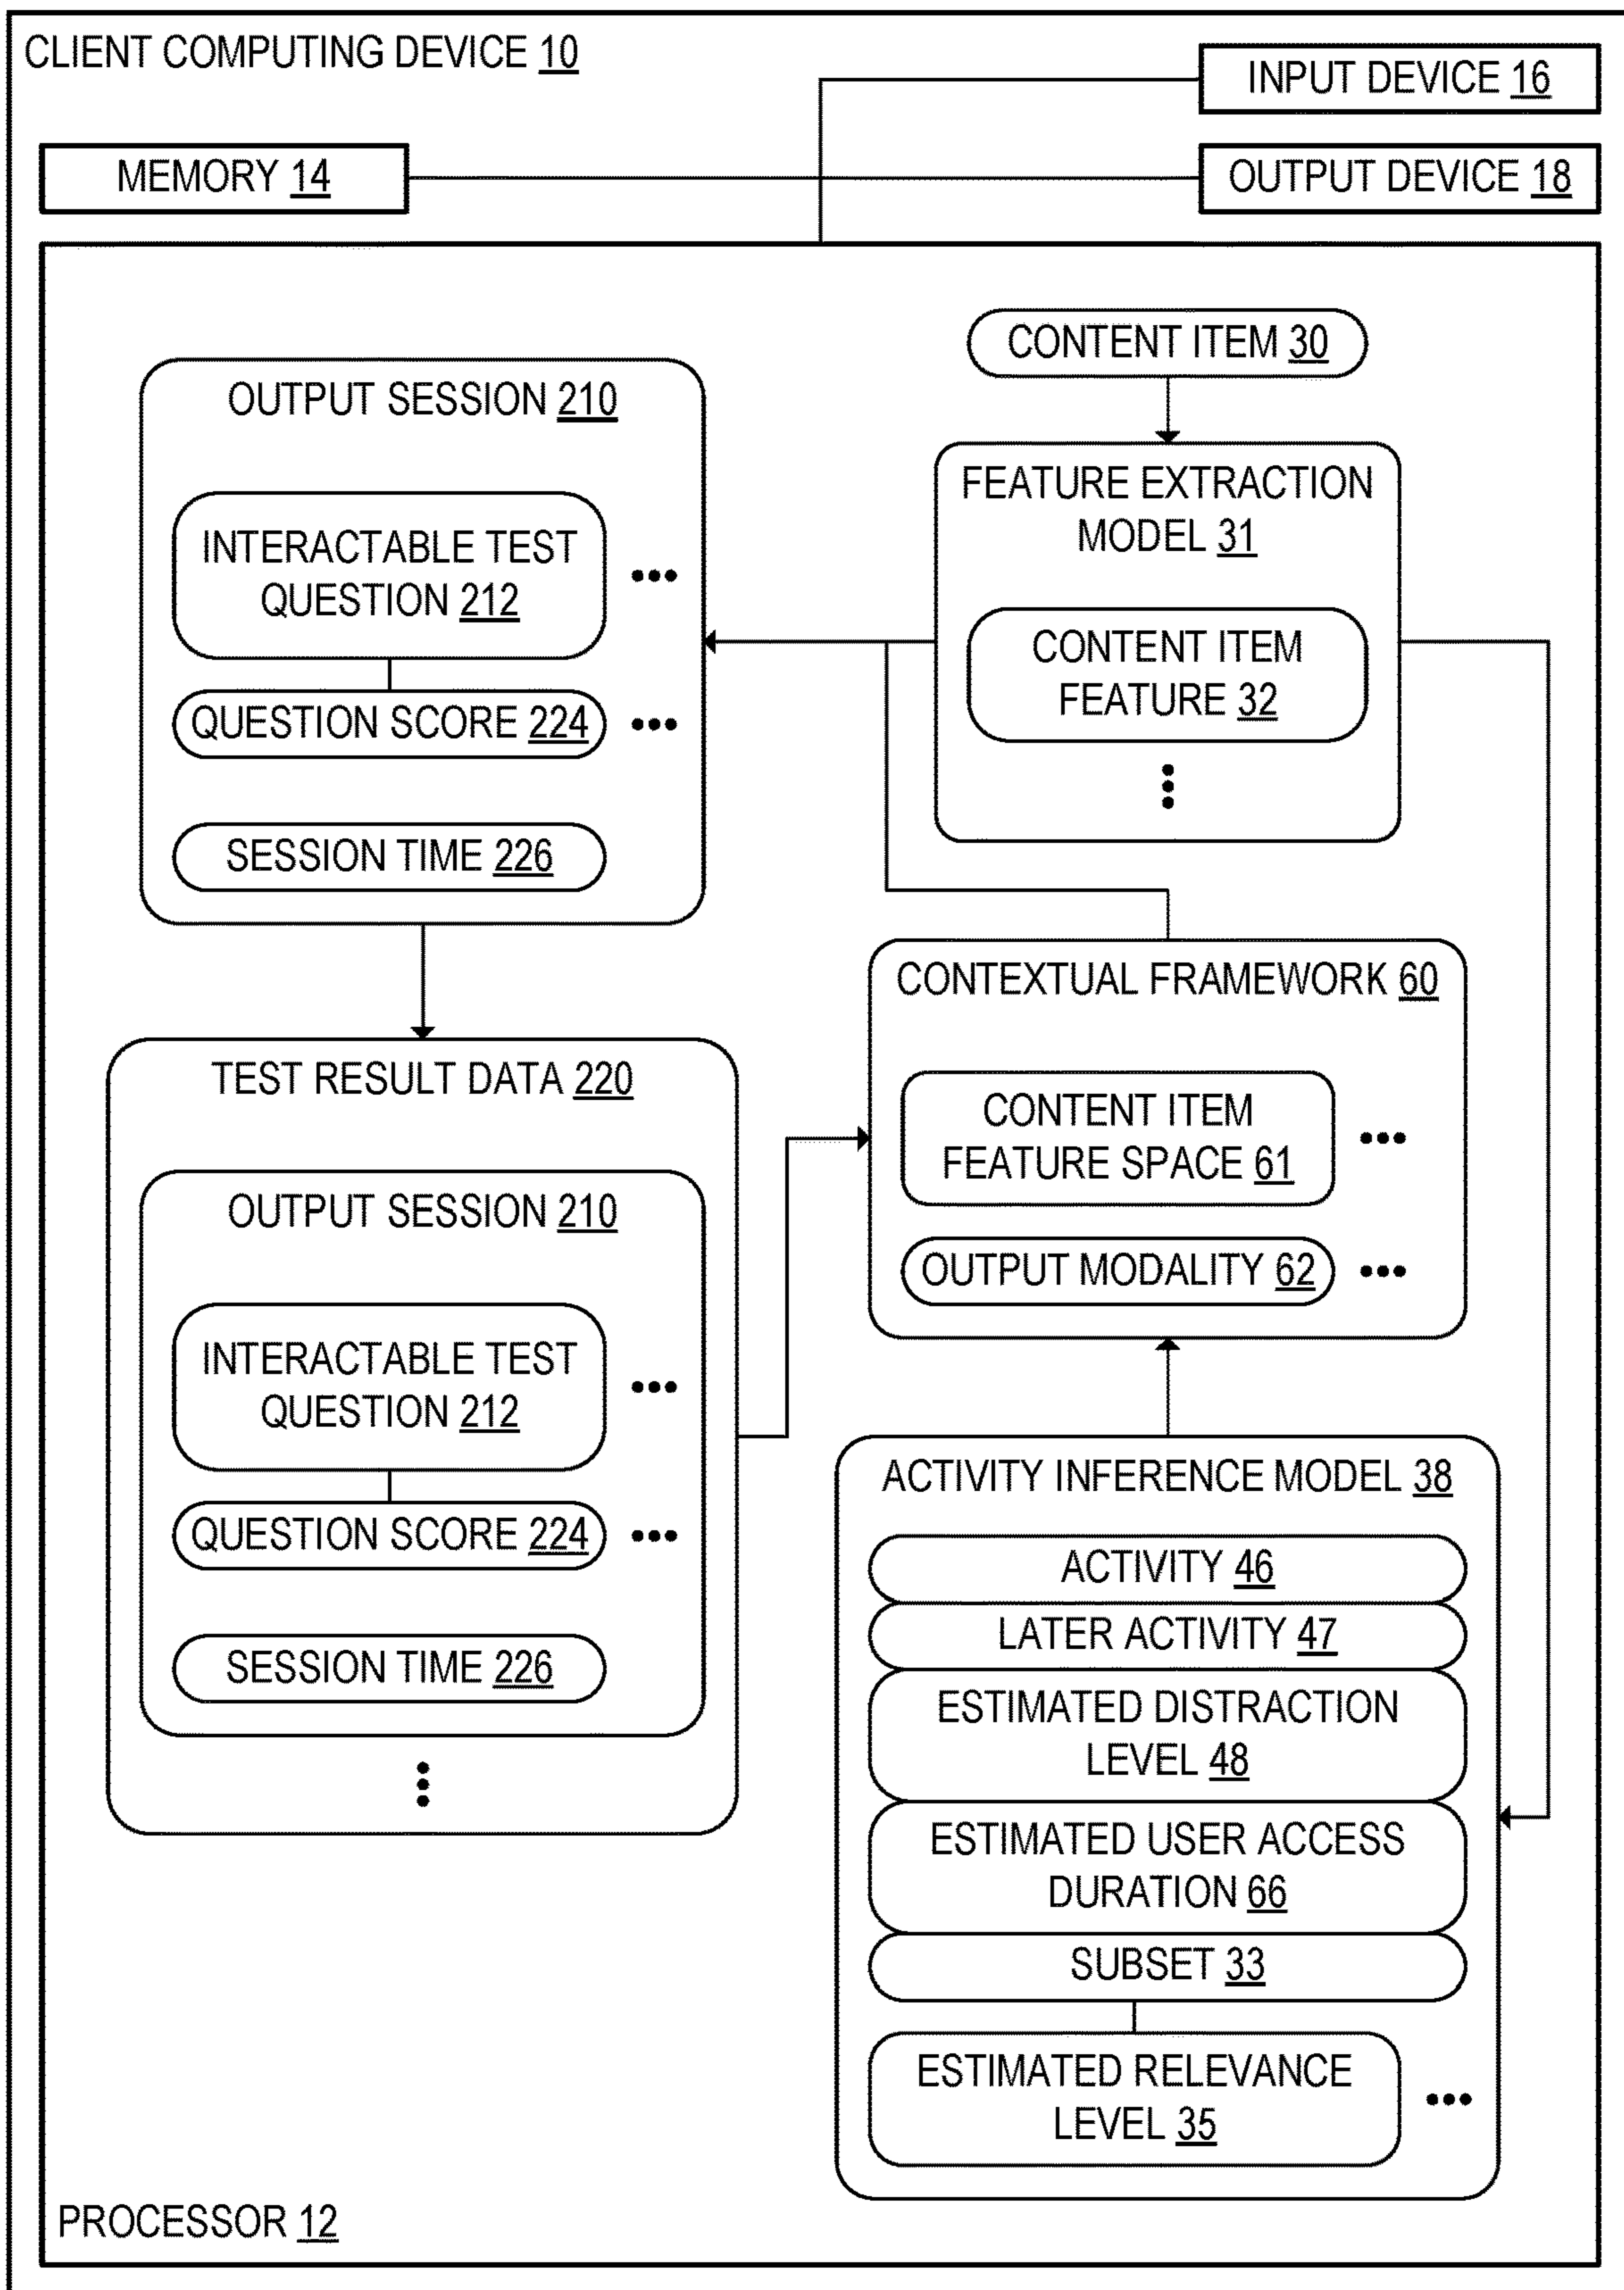 CLIENT COMPUTING DEVICE 10
INPUT DEVICE 16
MEMORY 14
OUTPUT DEVICE 18
CONTENT ITEM 30
OUTPUT SESSION 210
FEATURE EXTRACTION
MODEL 31
INTERACTABLE TEST
QUESTION 212
•••
CONTENT ITEM
FEATURE 32
QUESTION SCORE 224
•••
SESSION TIME 226
CONTEXTUAL FRAMEWORK 60
CONTENT ITEM
FEATURE SPACE 61
•••
OUTPUT MODALITY 62
•••
TEST RESULT DATA 220
OUTPUT SESSION 210
INTERACTABLE TEST
QUESTION 212
•••
QUESTION SCORE 224
•••
SESSION TIME 226
ACTIVITY INFERENCE MODEL 38
ACTIVITY 46
LATER ACTIVITY 47
ESTIMATED DISTRACTION
LEVEL 48
ESTIMATED USER ACCESS
DURATION 66
SUBSET 33
ESTIMATED RELEVANCE
LEVEL 35
•••
PROCESSOR 12